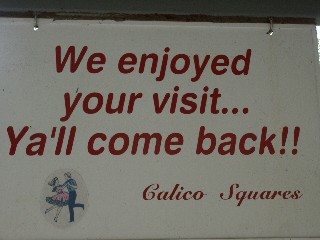 We enjoyed
your visit...
Ya'll come back!!
Calico Squares